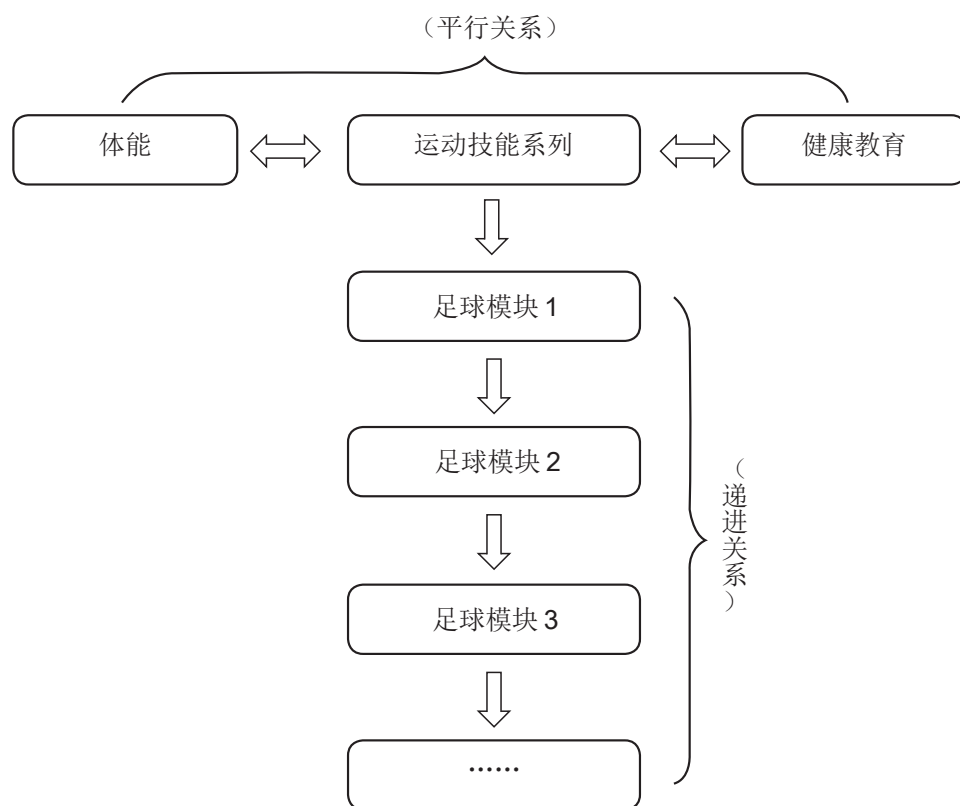 （平行关系）
体能
运动技能系列
健康教育
足球模块 1
足球模块 2
足球模块 3
（递进关系）
……